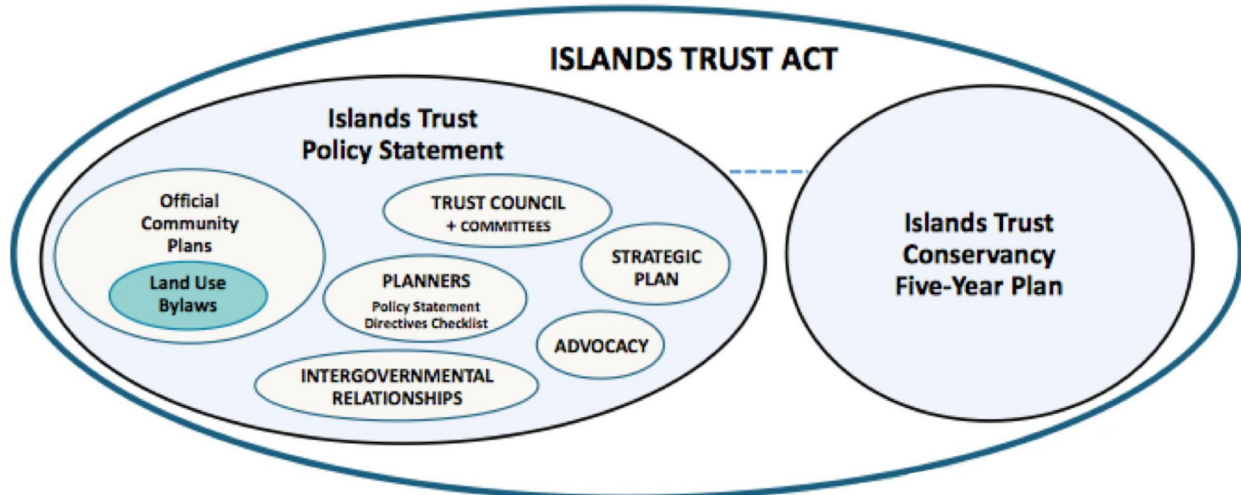 ISLANDS TRUST ACT
Islands Trust
Policy Statement
Official
Community
Plans
Land Use
Bylaws
TRUST COUNCIL
+ COMMITTEES
PLANNERS
Policy Statement
Directives Checklist
STRATEGIC
PLAN
ADVOCACY
INTERGOVERNMENTAL
RELATIONSHIPS
Islands Trust
Conservancy
Five-Year Plan